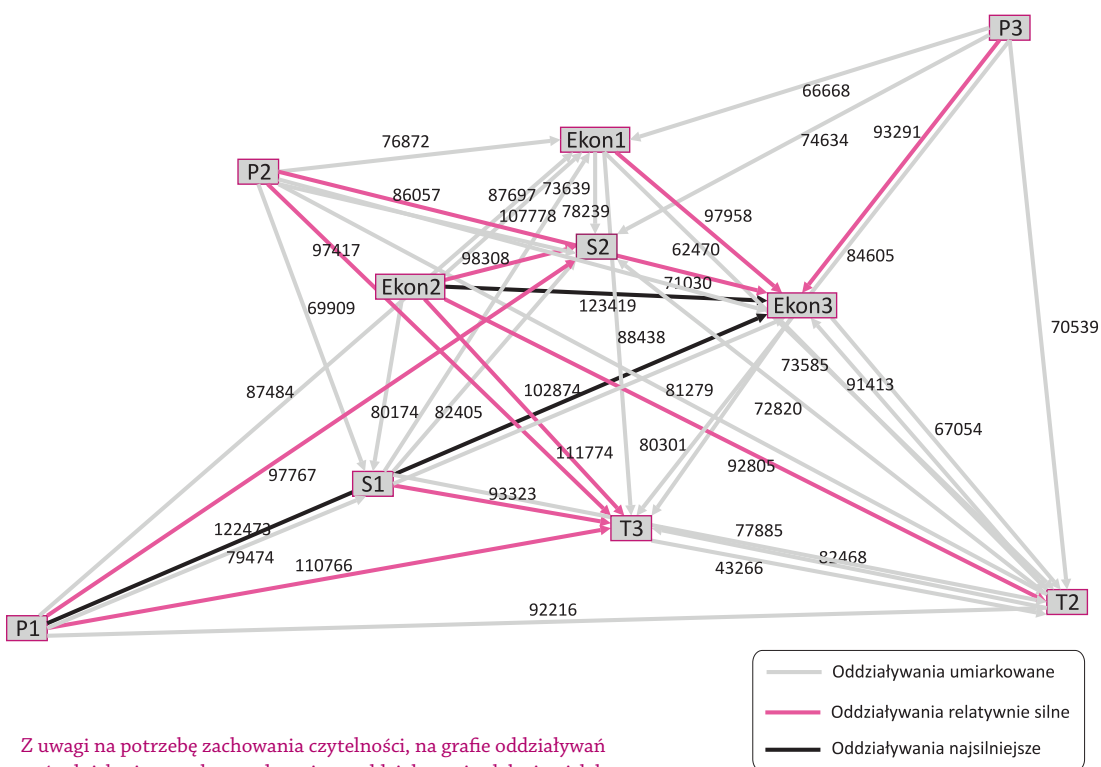 P3
66668
74634
93291
76872
Ekon1
P2
86057
87697
73639
107778
78239
97958
97417
98308
S2
62470
84605
Ekon2
71030
Ekon3
69909
123419
88438
70539
73585
87484
102874
81279
91413
80174
82405
72820
67054
111774
80301
97767
92805
S1
93323
122473
T3
77885
79474
110766
82468
43266
P1
92216
T2
Oddziaływania umiarkowane
Oddziaływania relatywnie silne
Oddziaływania najsilniejsze
Z uwagi na potrzebę zachowania czytelności, na grafie oddziaływań